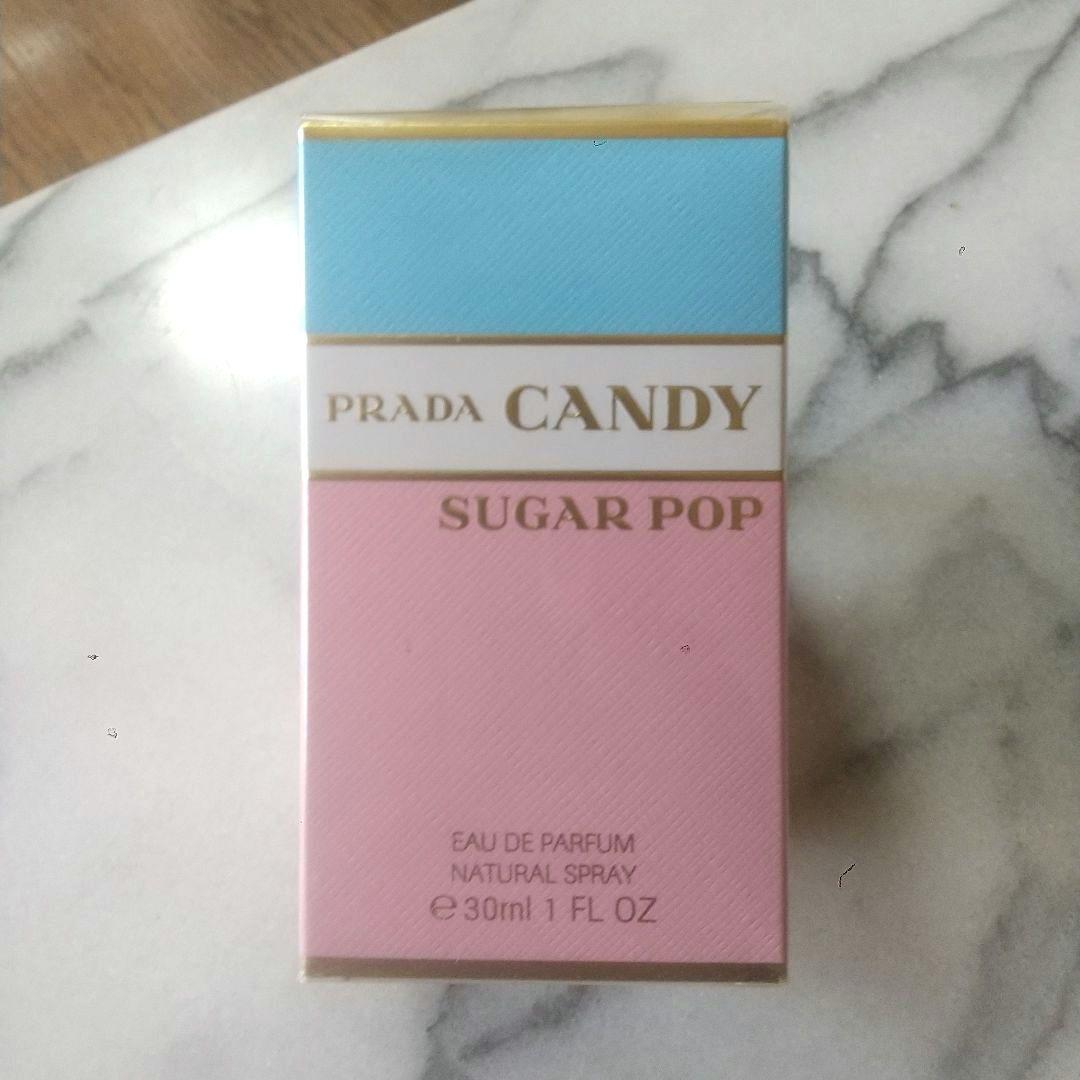 PRADA CANDY
SUGAR POP
EAU DE PARFUM
NATURAL SPRAY
℮ 30ml 1 FL OZ